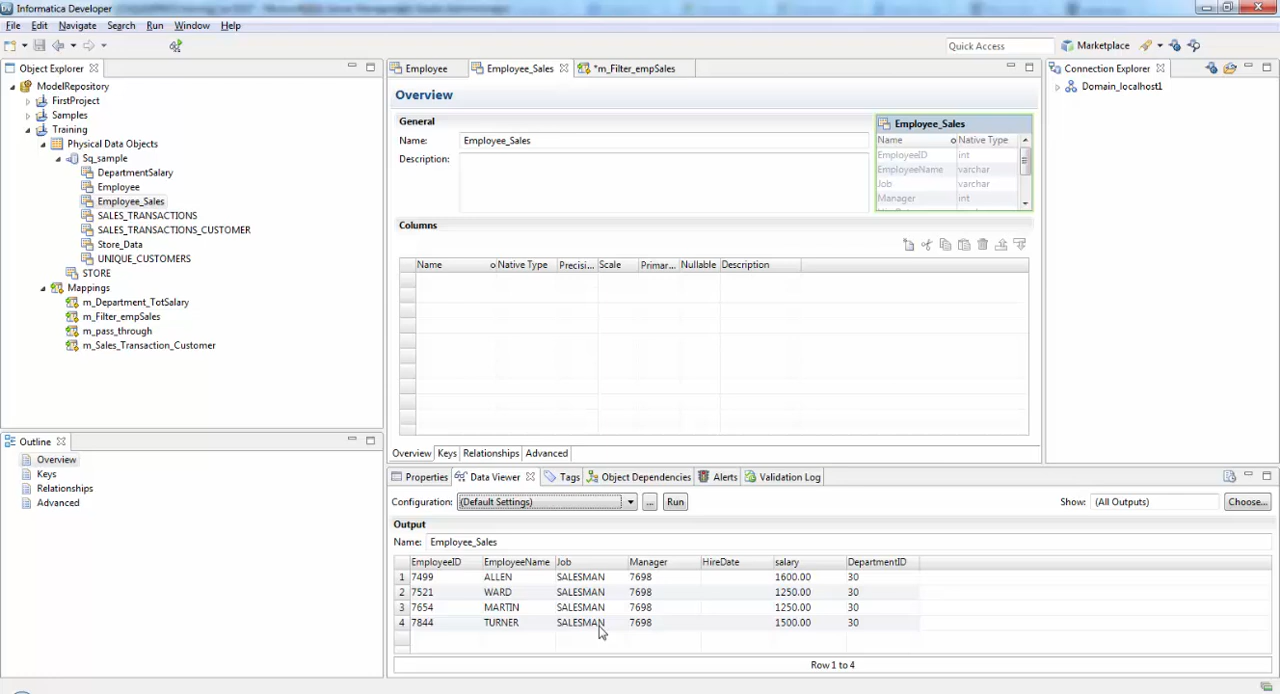 Informatica Developer
File Edit Navigate Search Run Window Help
Quick Access
Marketplace
Object Explorer
ModelRepository
FirstProject
Samples
Training
Physical Data Objects
Sq_sample
DepartmentSalary
Employee
Employee_Sales
SALES_TRANSACTIONS
SALES_TRANSACTIONS_CUSTOMER
Store_Data
UNIQUE_CUSTOMERS
STORE
Mappings
m_Department_TotSalary
m_Filter_empSales
m_pass_through
m_Sales_Transaction_Customer
Outline
Overview
Keys
Relationships
Advanced
Employee Employee_Sales *m_Filter_empSales
Overview
General
Name: Employee_Sales
Description:
Employee_Sales
Name Native Type
EmployeeID int
EmployeeName varchar
Job varchar
Manager int
Columns
Name Native Type Precisi... Scale Primar... Nullable Description
Overview Keys Relationships Advanced
Properties Data Viewer Tags Object Dependencies Alerts Validation Log
Configuration: (Default Settings) ... Run Show: (All Outputs) Choose...
Output
Name: Employee_Sales
EmployeeID EmployeeName Job Manager HireDate salary DepartmentID
1 7499 ALLEN SALESMAN 7698 1600.00 30
2 7521 WARD SALESMAN 7698 1250.00 30
3 7654 MARTIN SALESMAN 7698 1250.00 30
4 7844 TURNER SALESMAN 7698 1500.00 30
Row 1 to 4
Connection Explorer
Domain_localhost1